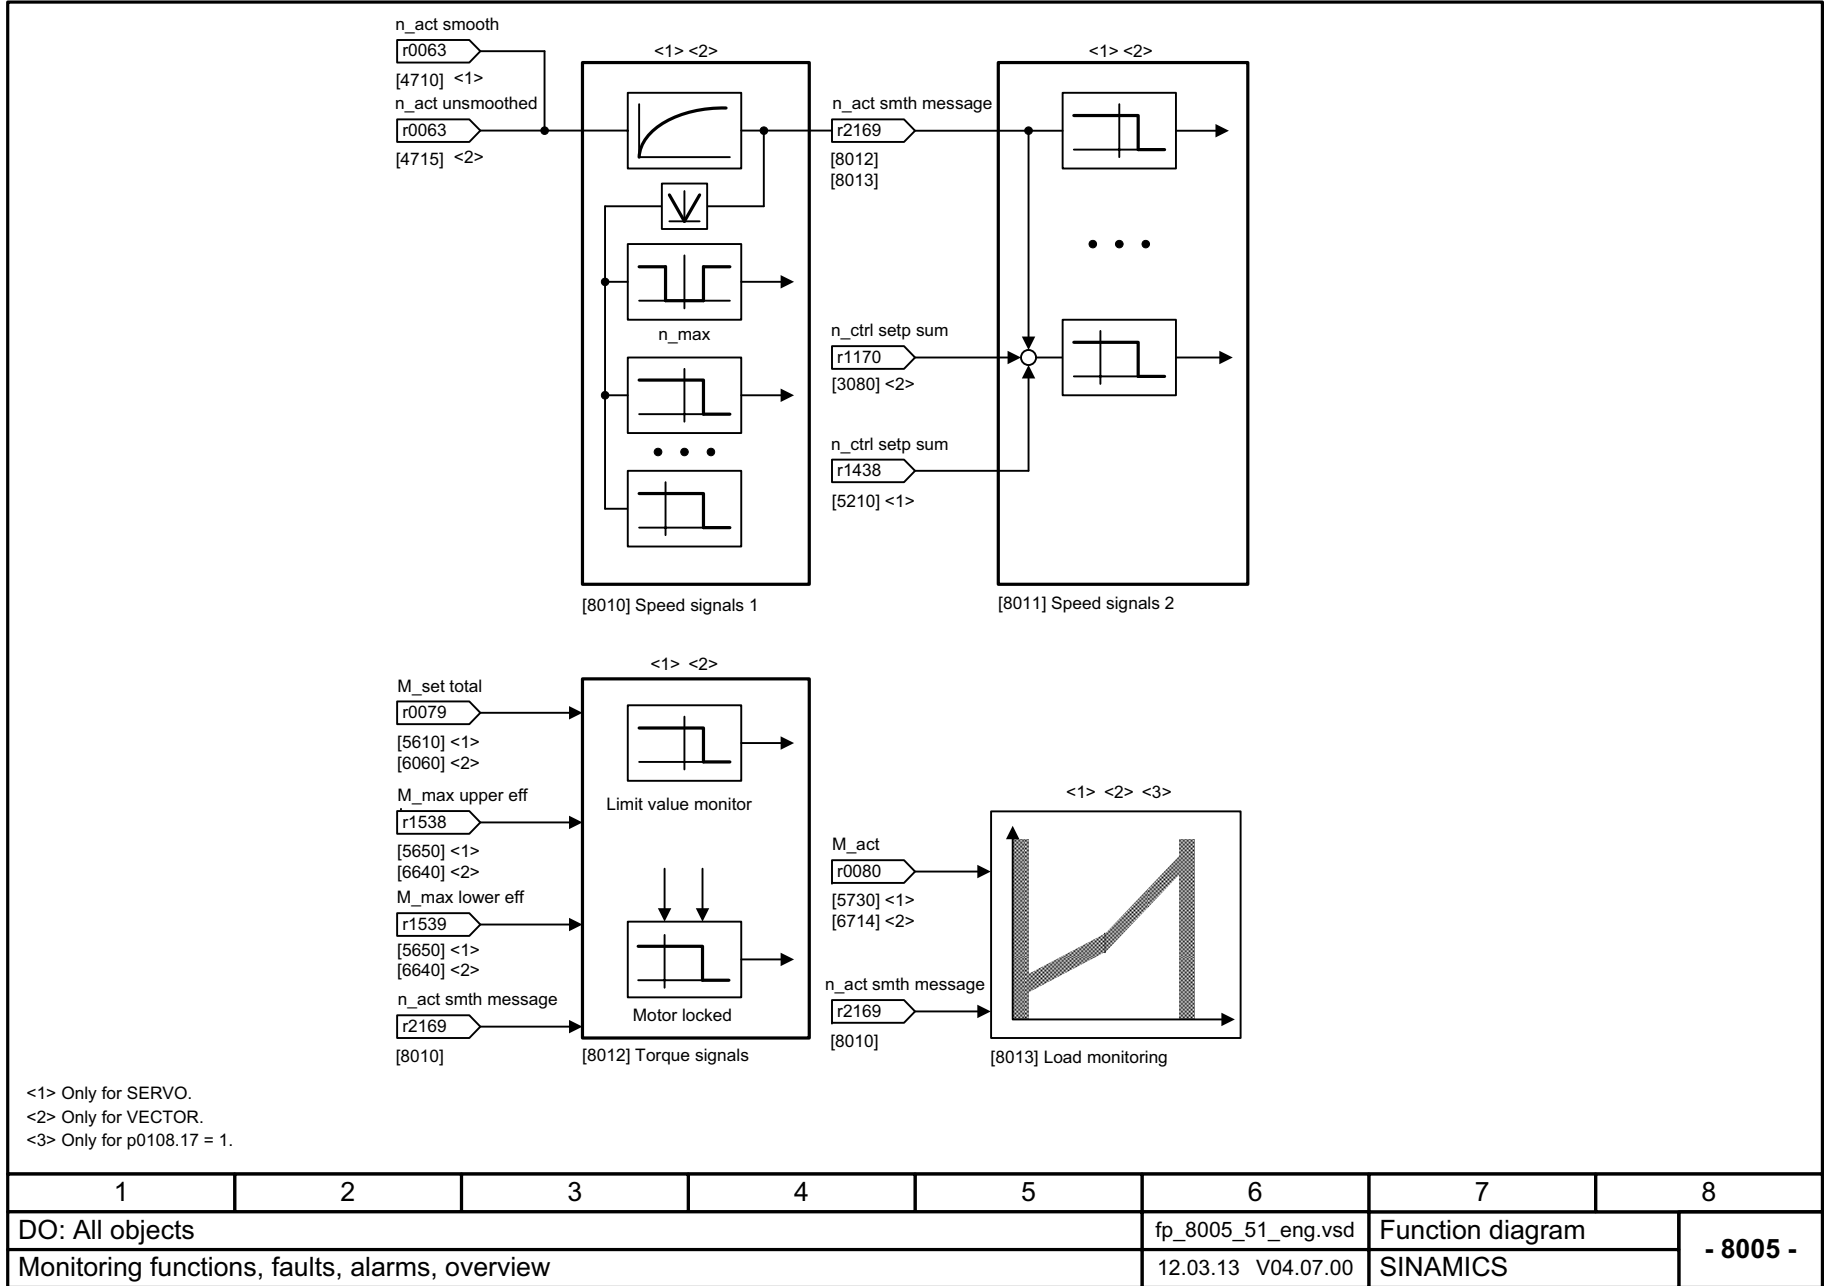 n_act smooth
r0063
[4710] <1>
n_act unsmoothed
r0063
[4715] <2>
<1> <2>
n_max
[8010] Speed signals 1
n_act smth message
r2169
[8012]
[8013]
n_ctrl setp sum
r1170
[3080] <2>
n_ctrl setp sum
r1438
[5210] <1>
<1> <2>
[8011] Speed signals 2
M_set total
r0079
[5610] <1>
[6060] <2>
M_max upper eff
r1538
[5650] <1>
[6640] <2>
M_max lower eff
r1539
[5650] <1>
[6640] <2>
n_act smth message
r2169
[8010]
<1> <2>
Limit value monitor
Motor locked
[8012] Torque signals
M_act
r0080
[5730] <1>
[6714] <2>
n_act smth message
r2169
[8010]
<1> <2> <3>
[8013] Load monitoring
<1> Only for SERVO.
<2> Only for VECTOR.
<3> Only for p0108.17 = 1.
1 2 3 4 5 6 7 8
DO: All objects fp_8005_51_eng.vsd Function diagram
- 8005 -
Monitoring functions, faults, alarms, overview 12.03.13 V04.07.00 SINAMICS